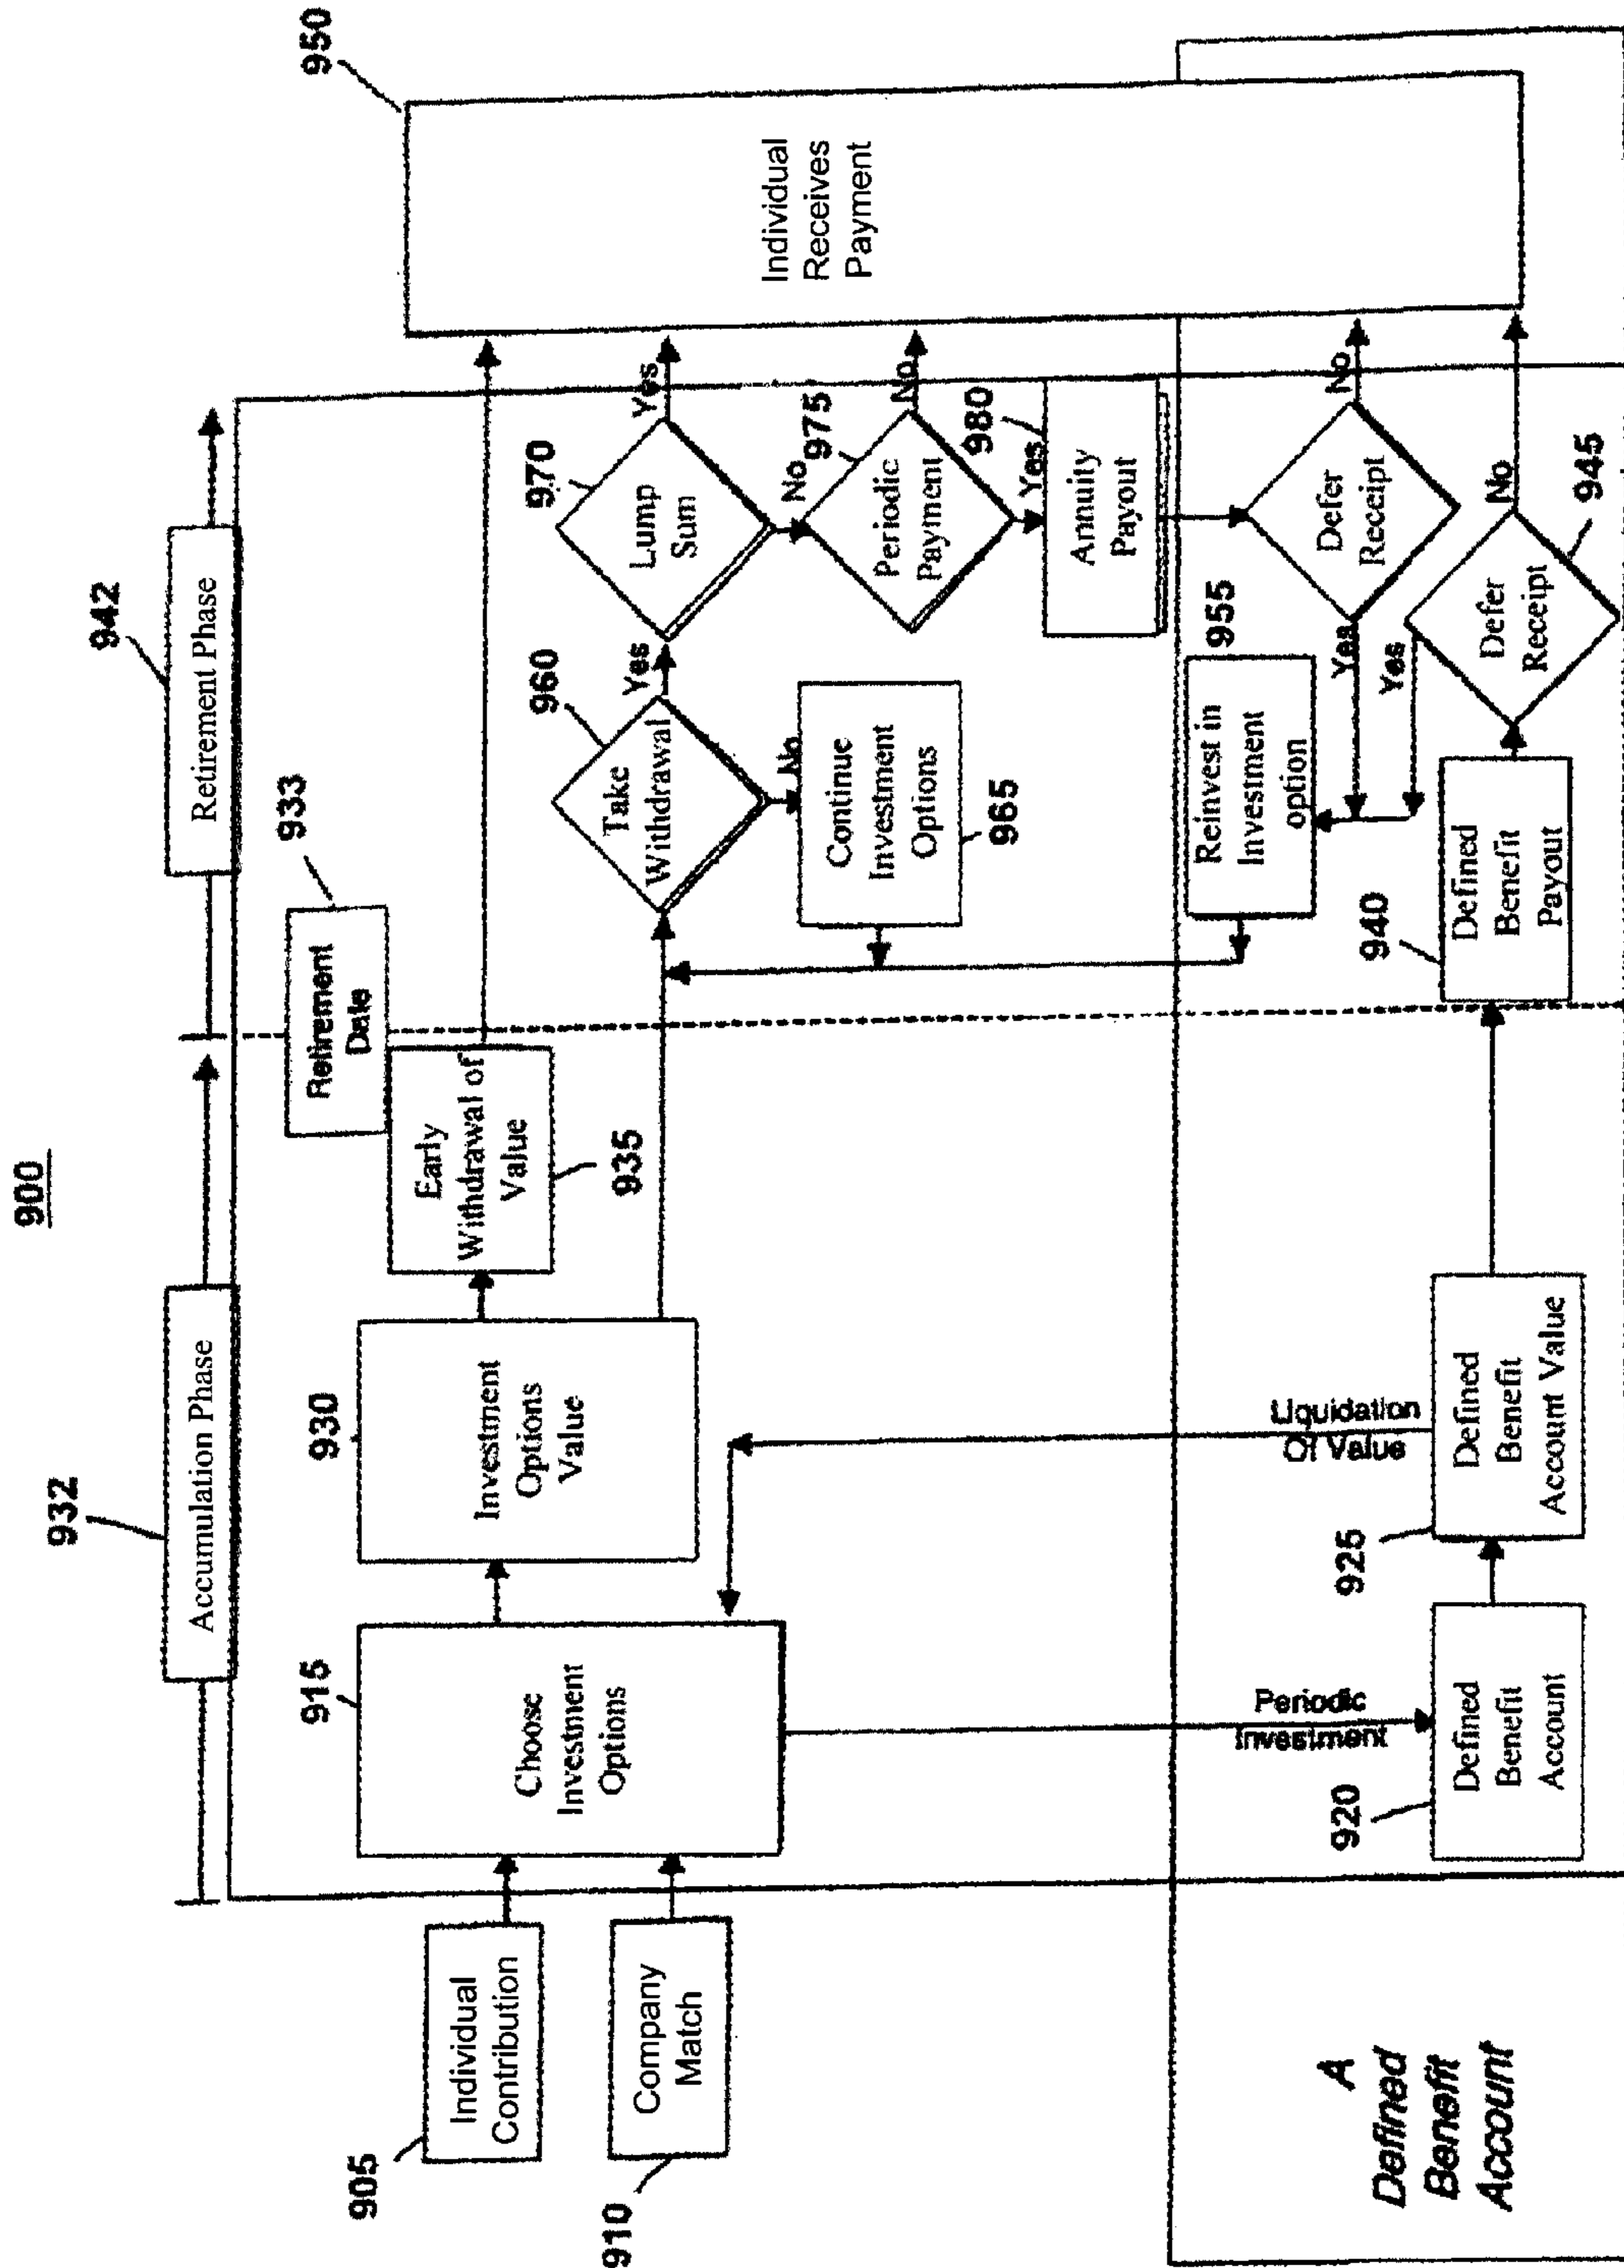 900
932
Accumulation Phase
942
Retirement Phase
933
Retirement
Date
950
Individual
Receives
Payment
905
Individual
Contribution
910
Company
Match
915
Choose
Investment
Options
930
Investment
Options
Value
Early
Withdrawal of
Value
935
960
Take
Withdrawal
Yes
No
Continue
Investment
Options
965
970
Lump
Sum
Yes
No
975
Periodic
Payment
No
Yes
980
Annuity
Payout
955
Reinvest in
Investment
option
Defer
Receipt
No
Yes
Yes
Defer
Receipt
No
945
940
Defined
Benefit
Payout
Liquidation
Of Value
925
Defined
Benefit
Account Value
Periodic
Investment
920
Defined
Benefit
Account
A
Defined
Benefit
Account